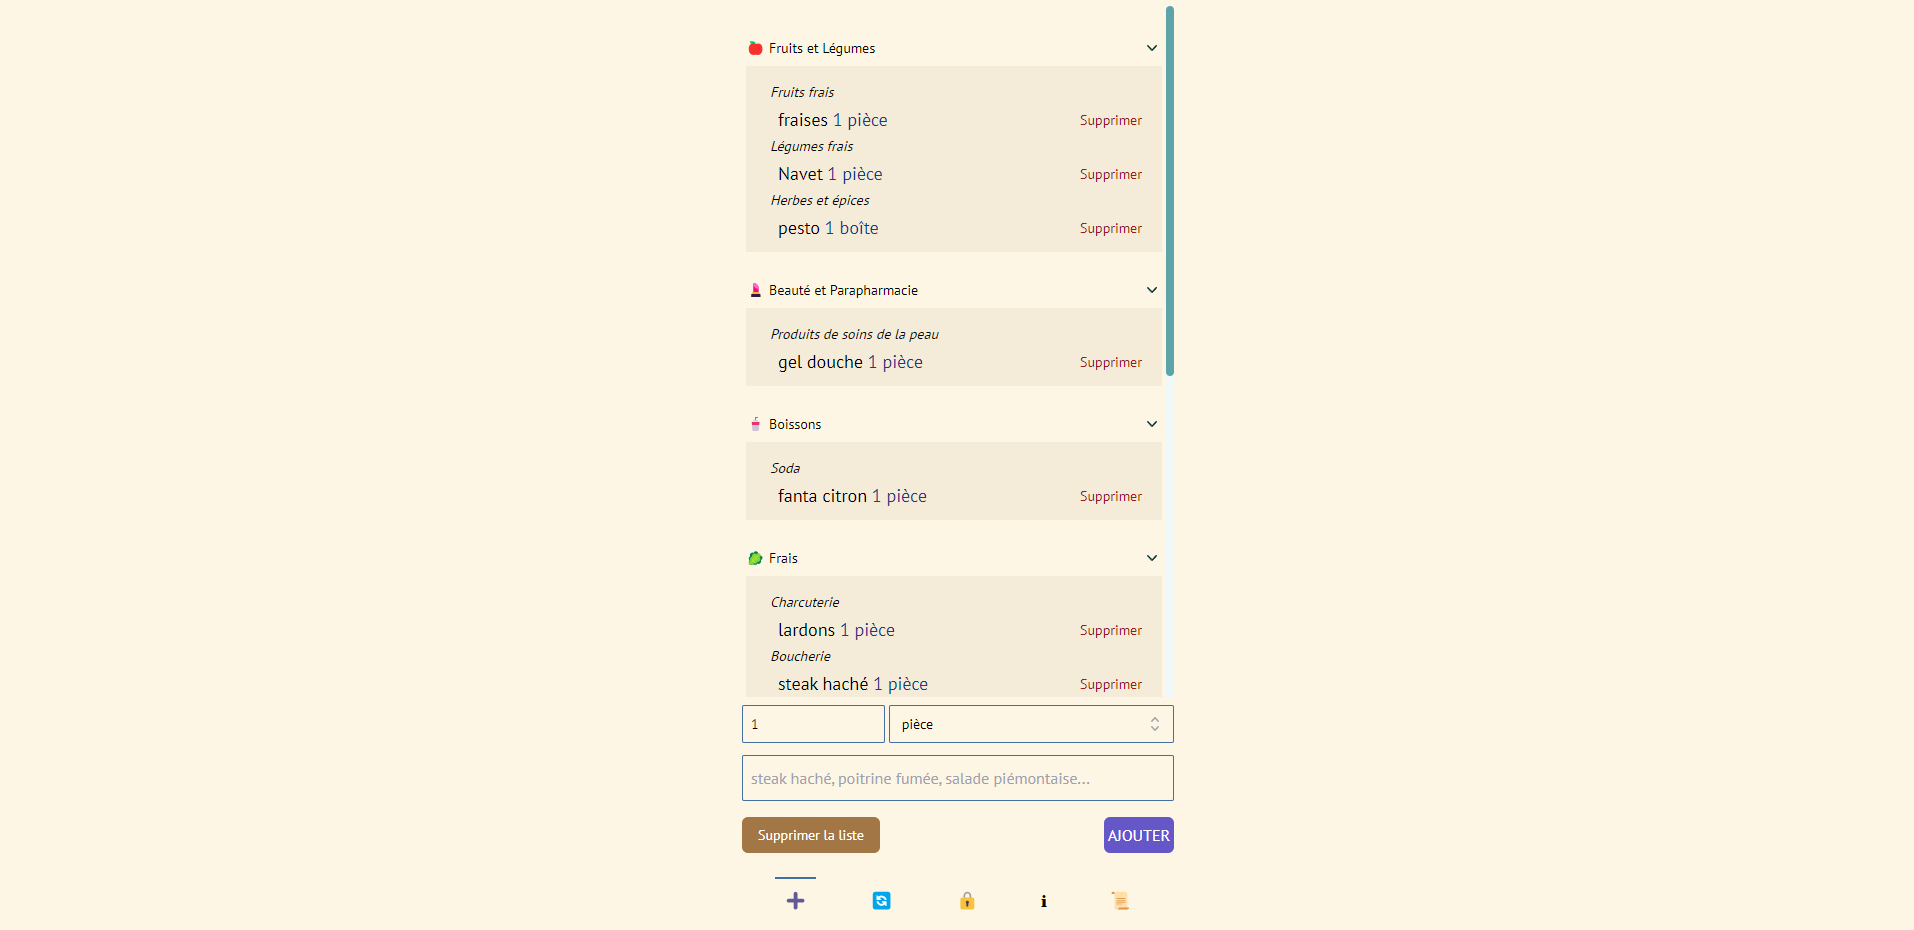 Fruits et Légumes
Fruits frais
fraises 1 pièce Supprimer
Légumes frais
Navet 1 pièce Supprimer
Herbes et épices
pesto 1 boîte Supprimer
Beauté et Parapharmacie
Produits de soins de la peau
gel douche 1 pièce Supprimer
Boissons
Soda
fanta citron 1 pièce Supprimer
Frais
Charcuterie
lardons 1 pièce Supprimer
Boucherie
steak haché 1 pièce Supprimer
1 pièce
steak haché, poitrine fumée, salade piémontaise...
Supprimer la liste AJOUTER